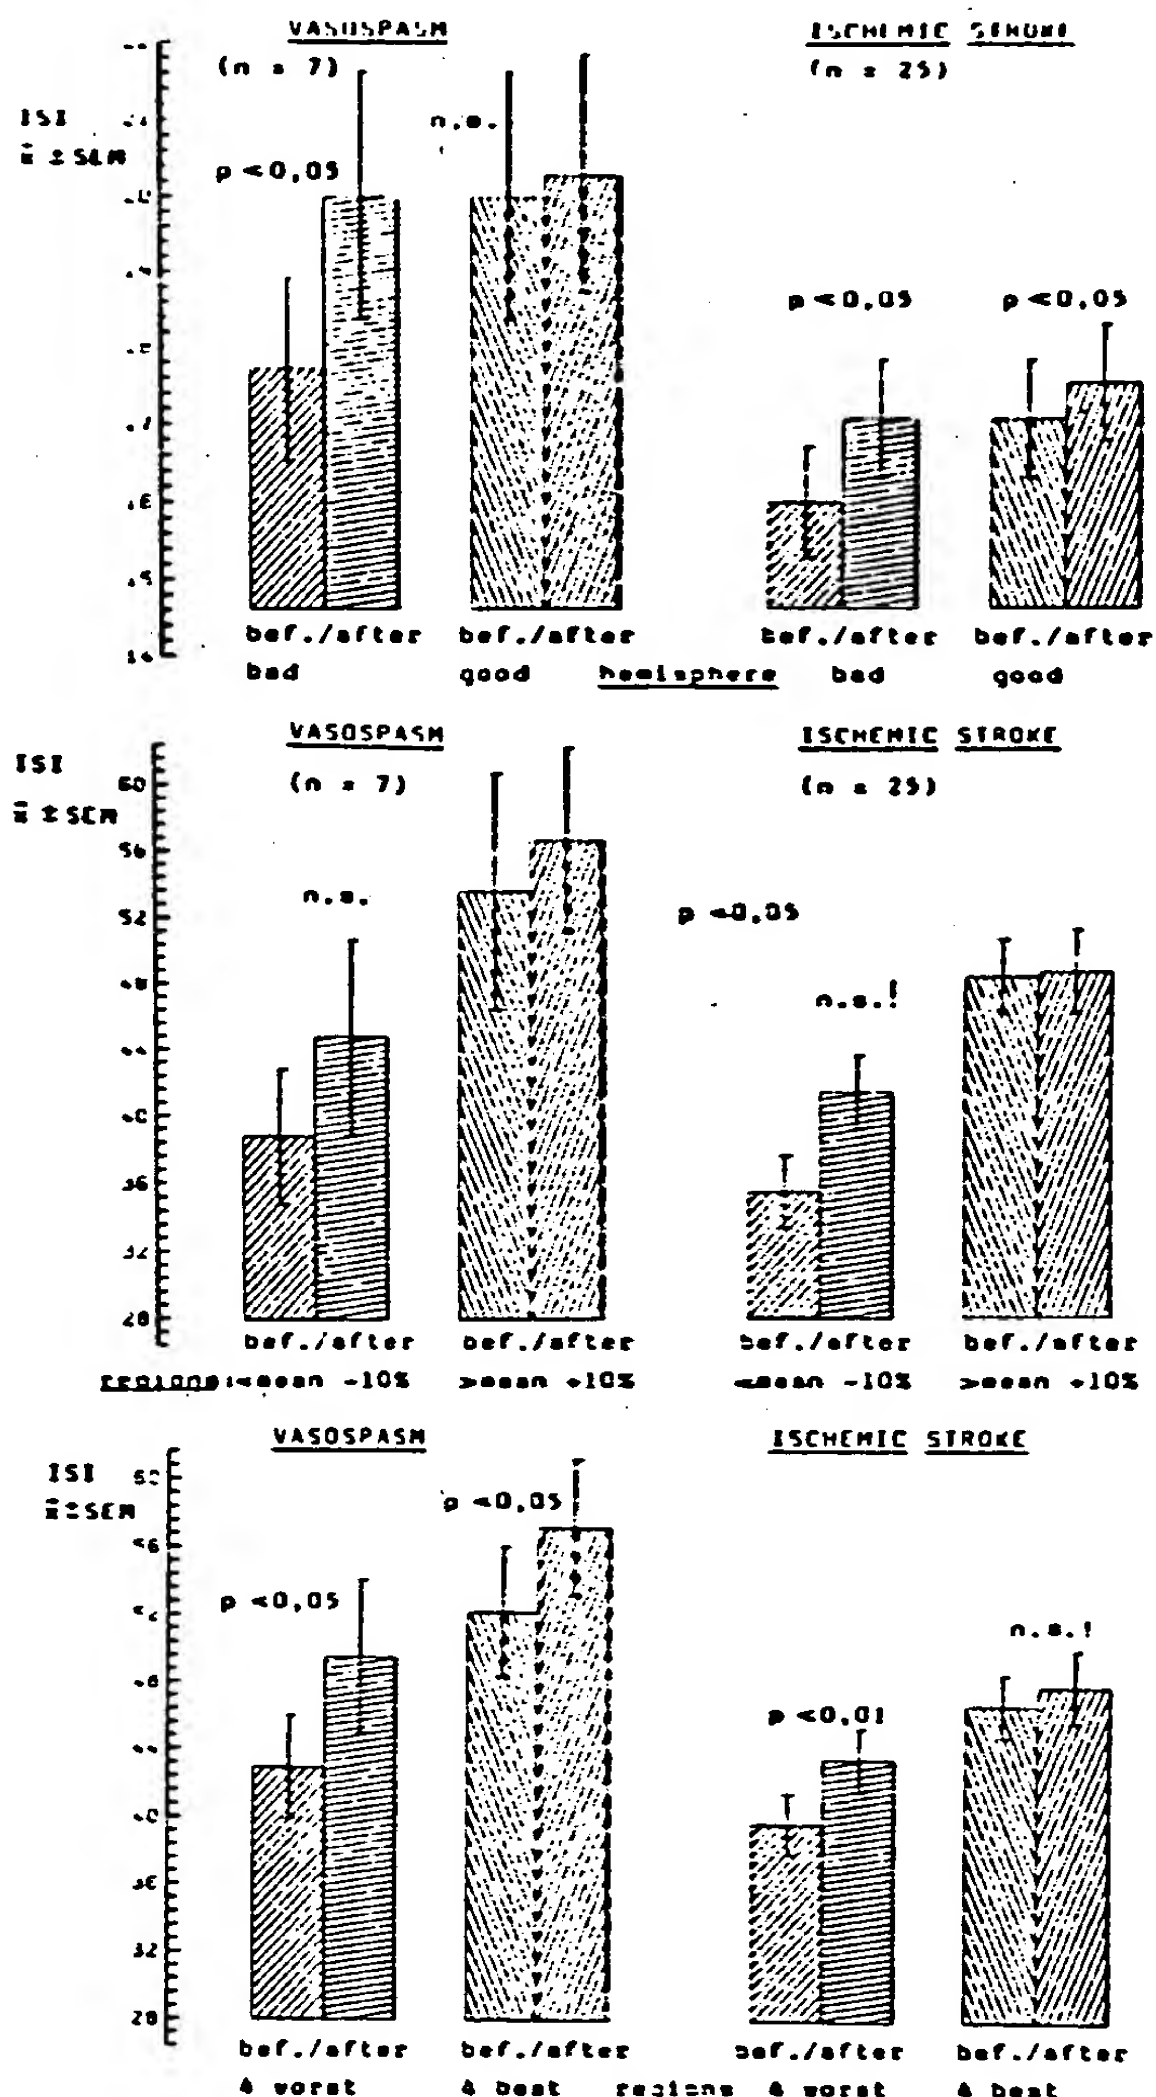 VASOSPASM ISCHEMIC STROKE
(n = 7) (n = 25)
ISI
x̄ ± SEM
n.s.
p <0,05
p <0,05 p <0,05
bef./after bef./after bef./after bef./after
bad good hemisphere bad good
VASOSPASM ISCHEMIC STROKE
ISI
(n = 7) (n = 25)
60
x̄ ± SEM
56
n.s.
52 p <0,05
48
n.s.!
44
40
36
32
28
bef./after bef./after bef./after bef./after
regions:<mean -10% >mean +10% <mean -10% >mean +10%
VASOSPASM ISCHEMIC STROKE
ISI
x̄ ± SEM p <0,05
p <0,05
n.s.!
p <0,01
40
36
32
28
bef./after bef./after bef./after bef./after
4 worst 4 best regions 4 worst 4 best